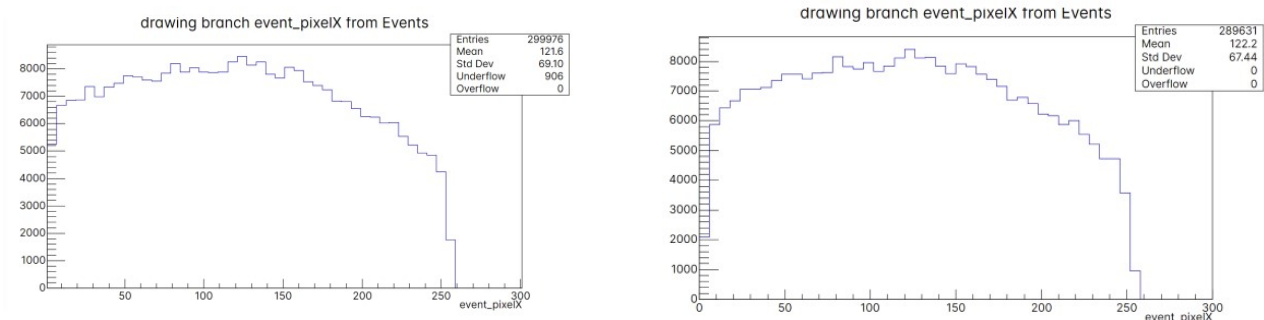 drawing branch event_pixelX from Events
Entries 299976
Mean 121.6
Std Dev 69.10
Underflow 906
Overflow 0
8000
7000
6000
5000
4000
3000
2000
1000
0
50 100 150 200 250 300
event_pixelX
drawing branch event_pixelX from Events
Entries 289631
Mean 122.2
Std Dev 67.44
Underflow 0
Overflow 0
8000
7000
6000
5000
4000
3000
2000
1000
0
0 50 100 150 200 250 300
event_pixelX